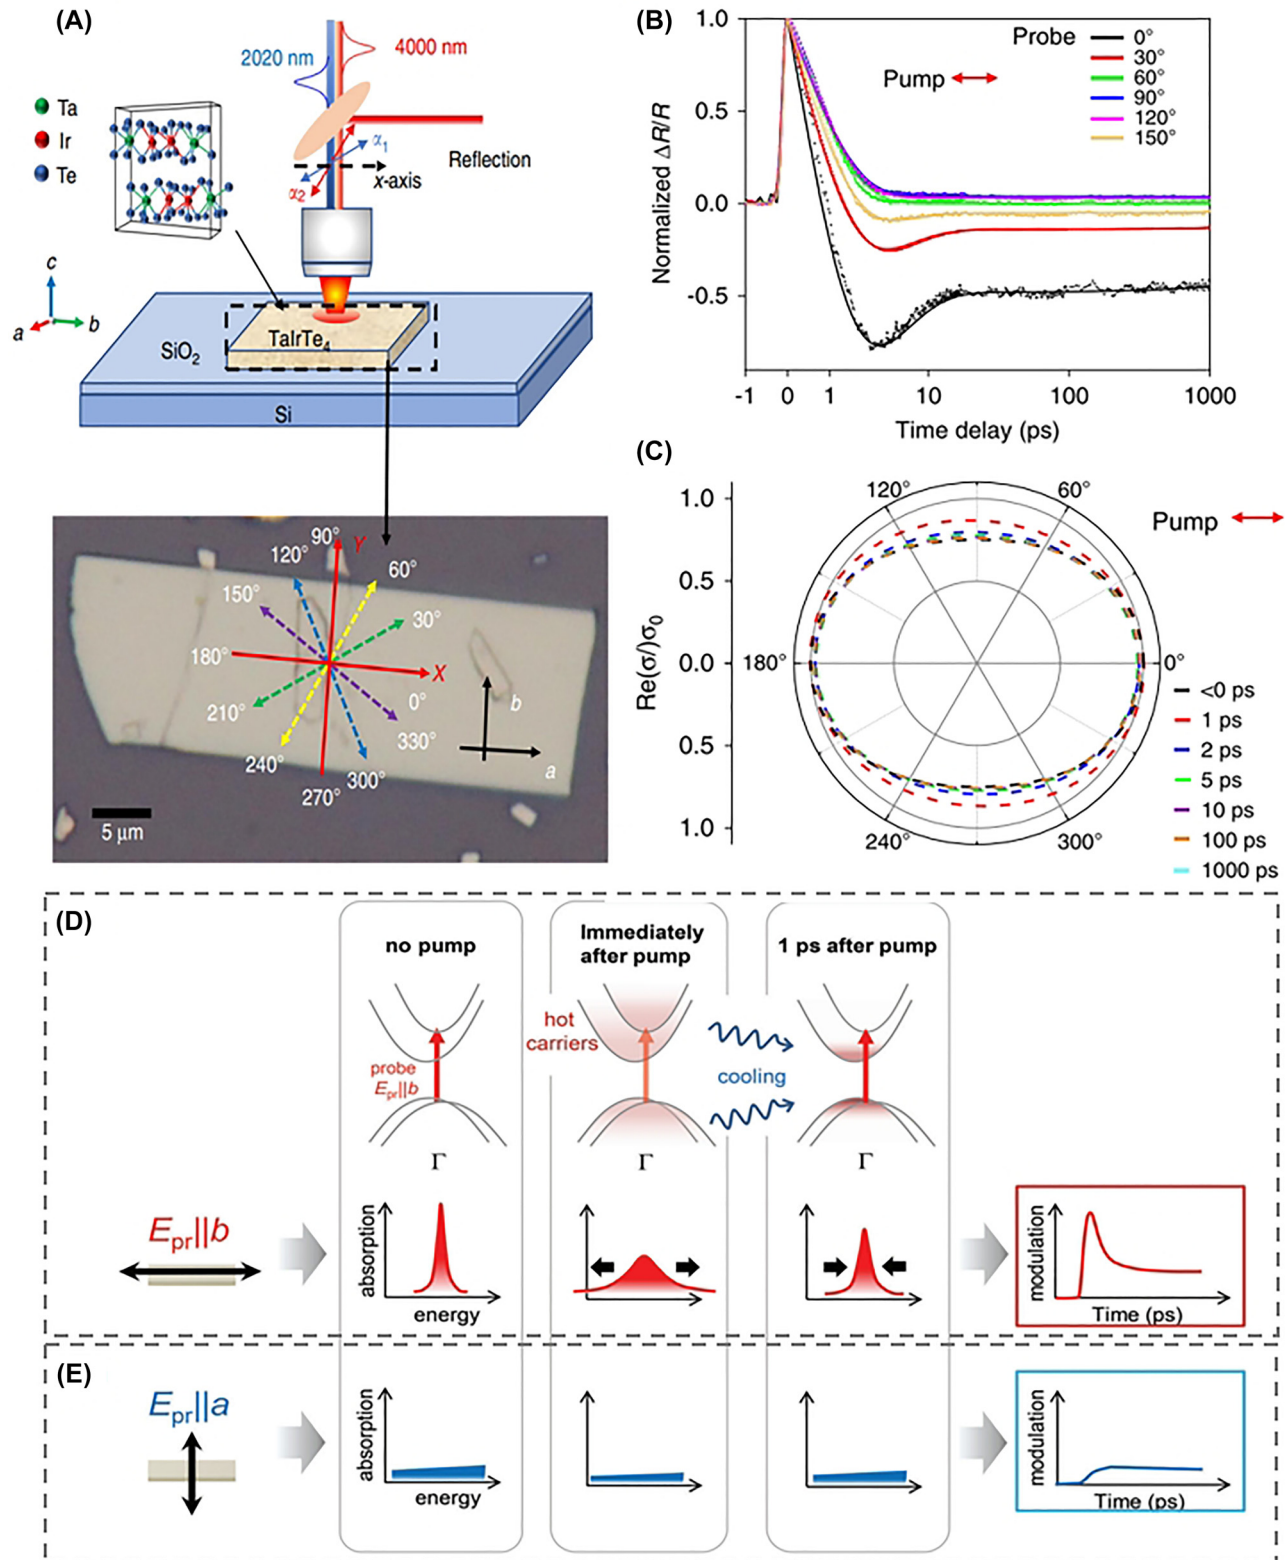 (A)
2020 nm
4000 nm
Ta
Ir
Te
α1
α2
x-axis
Reflection
c
a
b
SiO2
TaIrTe4
Si
90°
Y
120°
60°
150°
30°
180°
X
210°
0°
b
330°
240°
300°
a
270°
5 μm
(B)
1.0
0.5
0.0
-0.5
Normalized ΔR/R
Probe
0°
30°
60°
90°
120°
150°
Pump
-1 0 1 10 100 1000
Time delay (ps)
(C)
1.0
0.5
0.0
0.5
1.0
Re(σ/)σ0
120°
60°
180°
0°
240°
300°
Pump
<0 ps
1 ps
2 ps
5 ps
10 ps
100 ps
1000 ps
(D)
no pump
Immediately
after pump
1 ps after pump
hot
carriers
probe
Epr||b
cooling
Γ
Γ
Γ
Epr||b
absorption
energy
modulation
Time (ps)
(E)
Epr||a
absorption
energy
modulation
Time (ps)